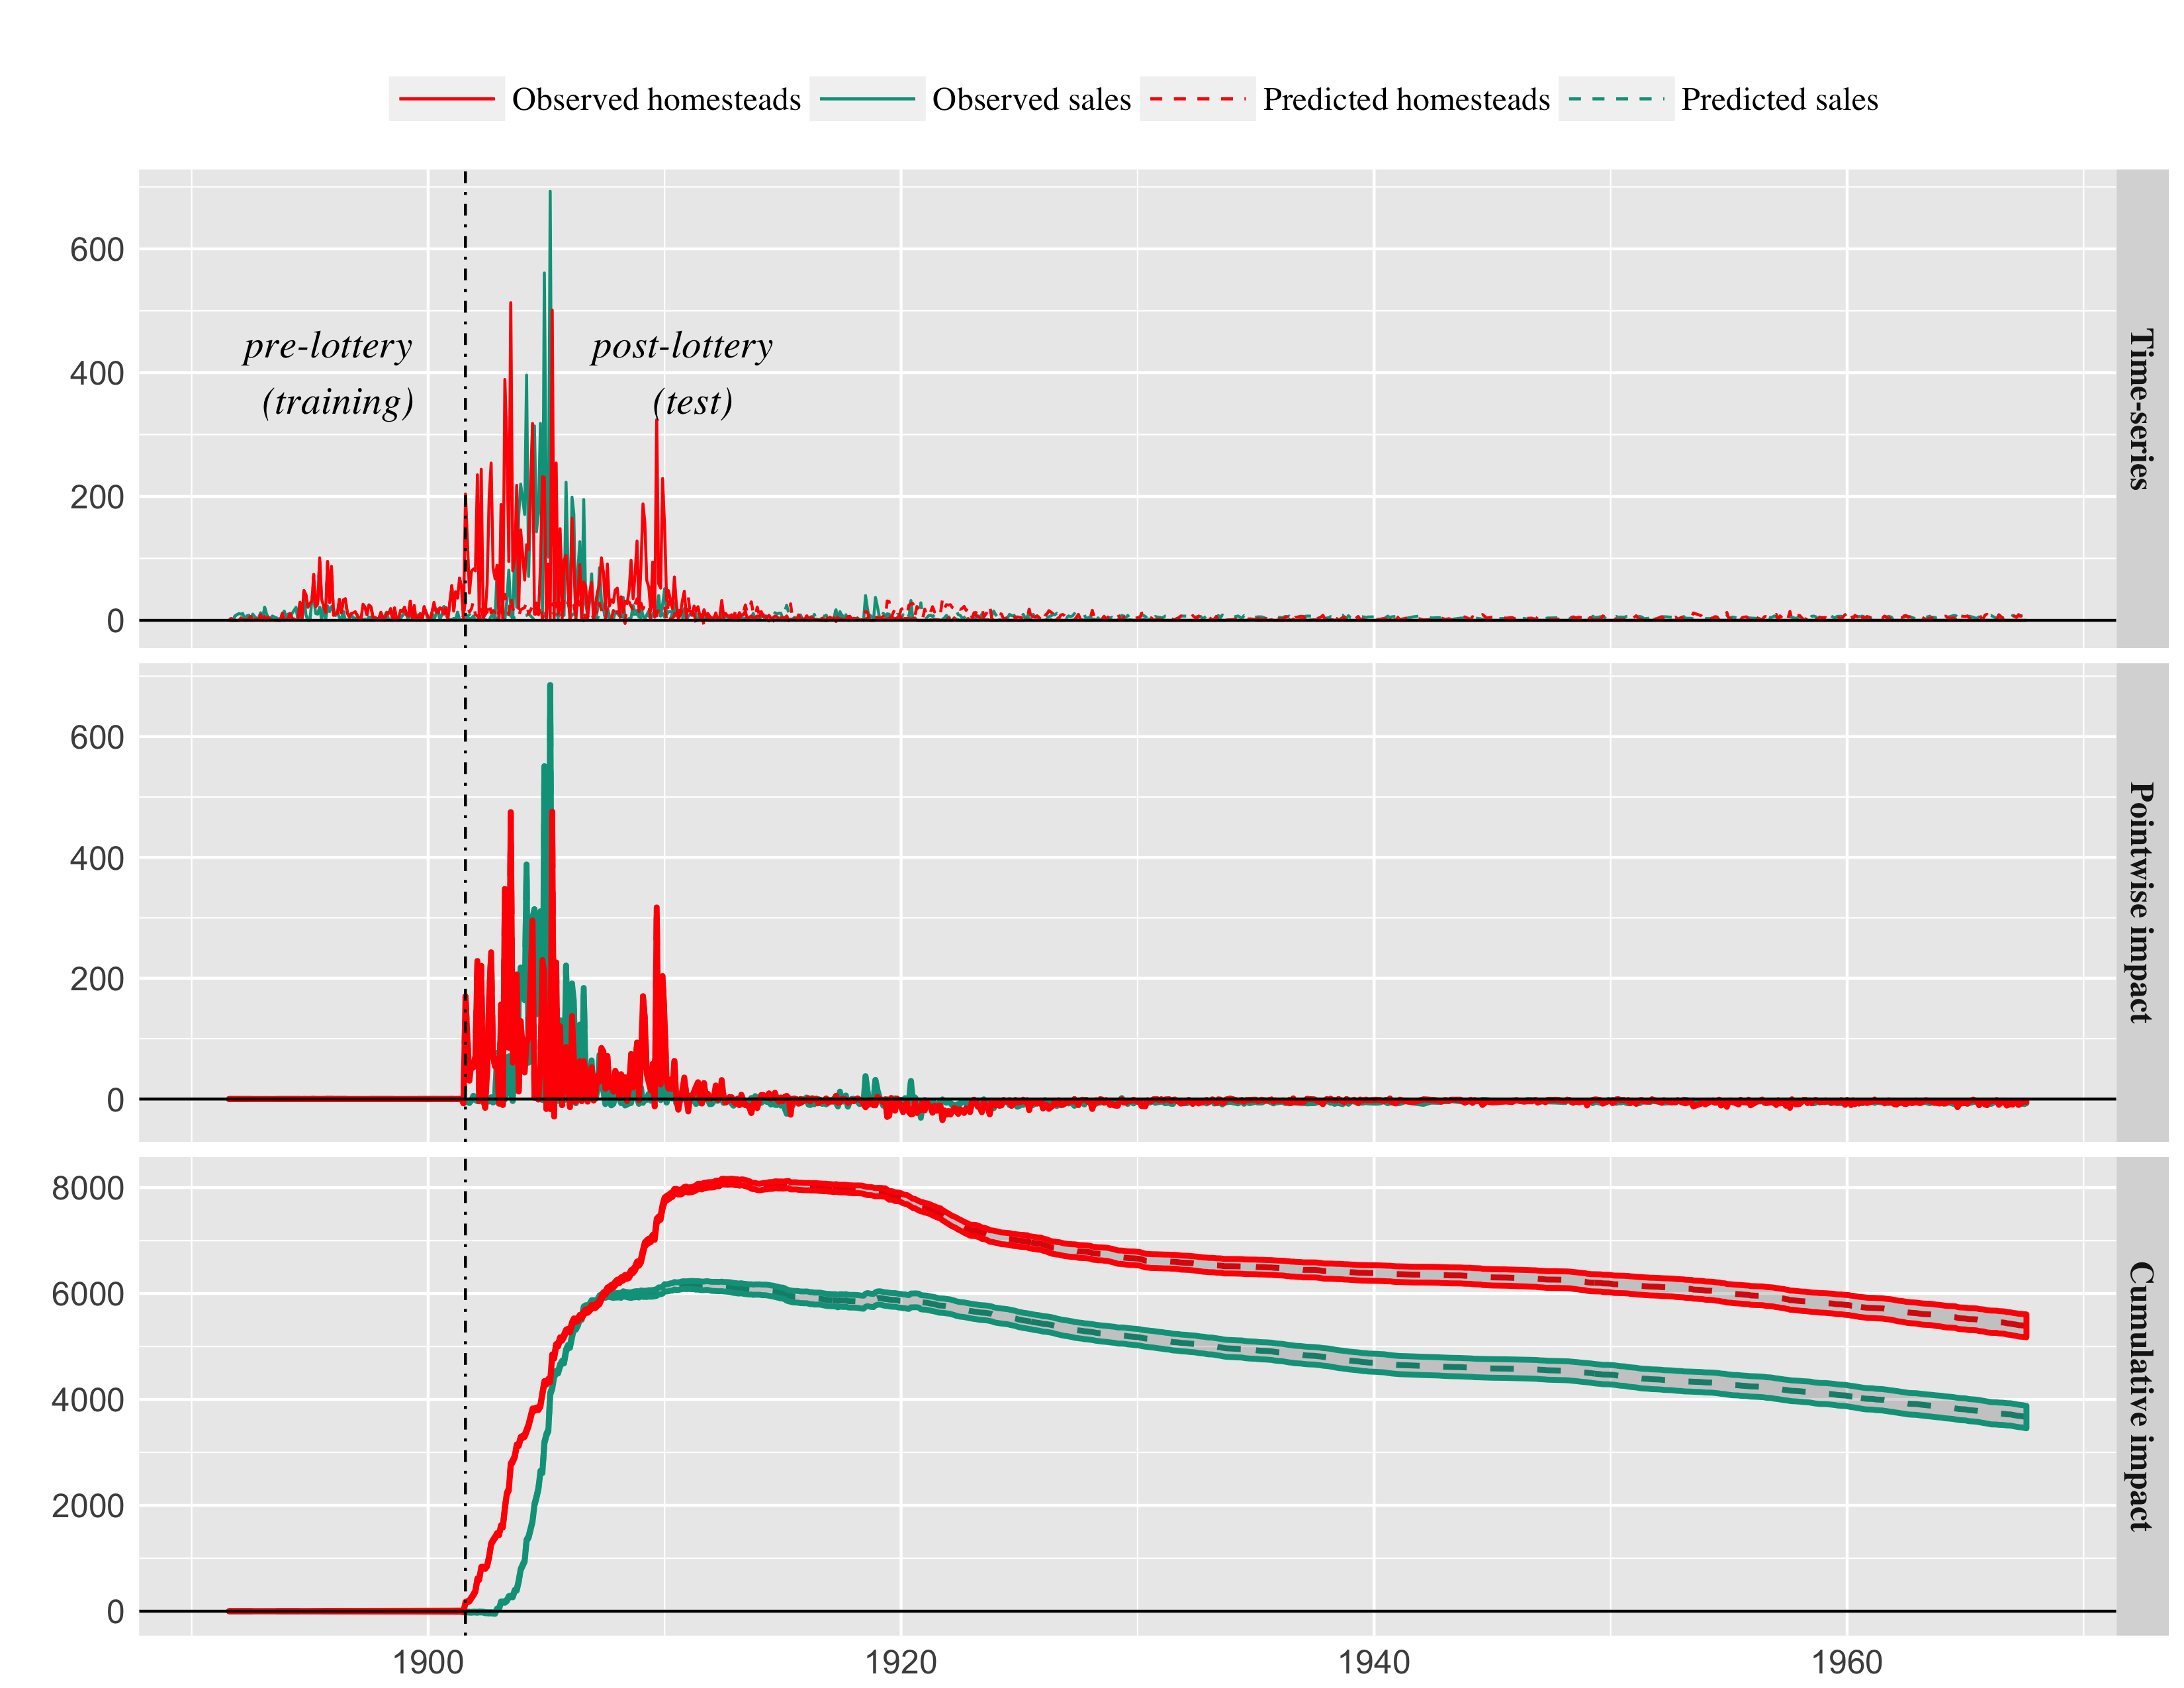 Observed homesteads Observed sales Predicted homesteads Predicted sales
600
400
200
0
pre-lottery
(training)
post-lottery
(test)
Time-series
600
400
200
0
Pointwise impact
8000
6000
4000
2000
0
Cumulative impact
1900 1920 1940 1960